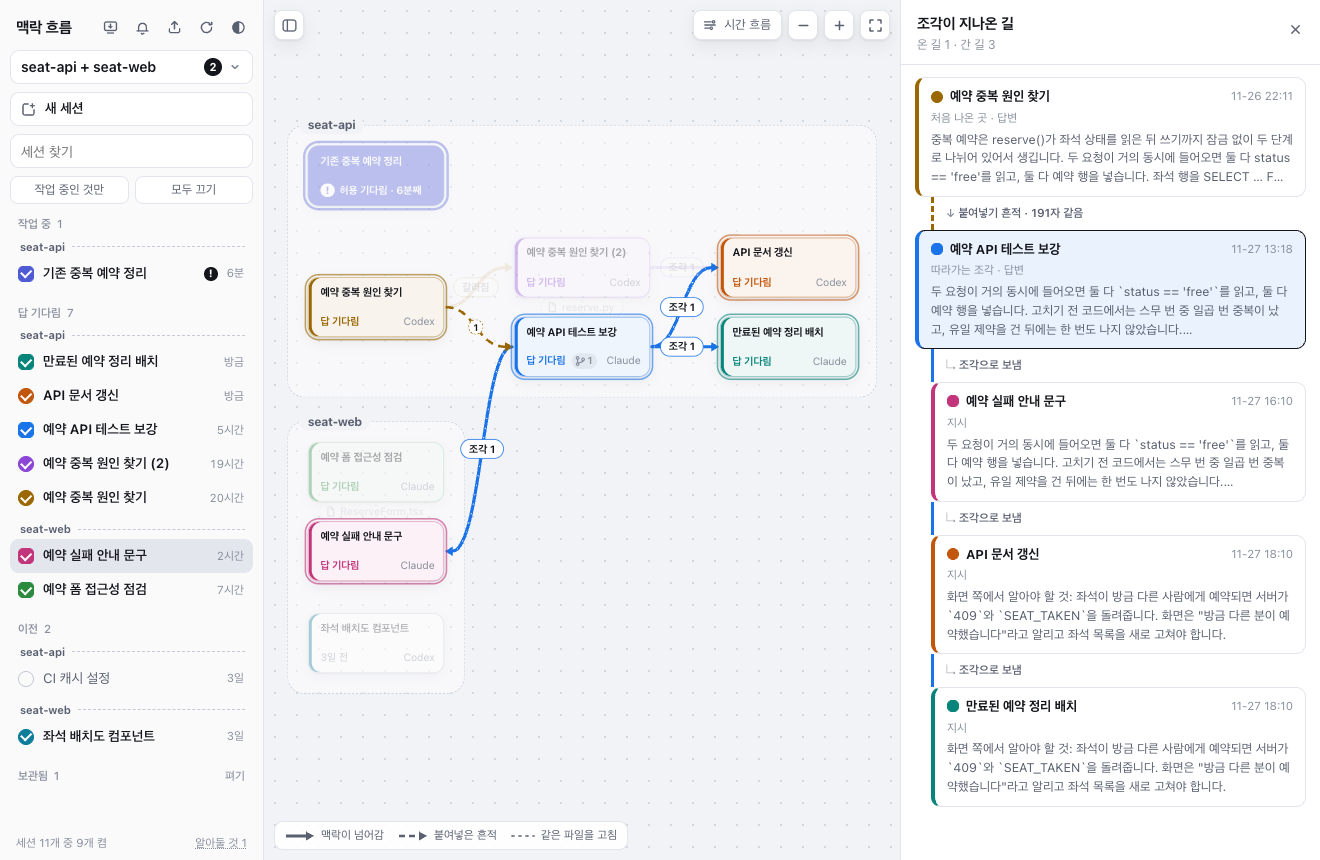 맥락 흐름
seat-api + seat-web 2
새 세션
세션 찾기
작업 중인 것만
모두 끄기
작업 중 1
seat-api
기존 중복 예약 정리 ! 6분
답 기다림 7
seat-api
만료된 예약 정리 배치 방금
API 문서 갱신 방금
예약 API 테스트 보강 5시간
예약 중복 원인 찾기 (2) 19시간
예약 중복 원인 찾기 20시간
seat-web
예약 실패 안내 문구 2시간
예약 폼 접근성 점검 7시간
이전 2
seat-api
CI 캐시 설정 3일
seat-web
좌석 배치도 컴포넌트 3일
보관됨 1 펴기
세션 11개 중 9개 켬 알아둘 것 1
시간 흐름
seat-api
기존 중복 예약 정리
! 허용 기다림 · 6분째
예약 중복 원인 찾기
답 기다림 Codex
갈라짐
1
예약 중복 원인 찾기 (2)
답 기다림 Codex
조각 1
reserve.py
API 문서 갱신
답 기다림 Codex
조각 1
예약 API 테스트 보강
답 기다림 1 Claude
조각 1
만료된 예약 정리 배치
답 기다림 Claude
seat-web
조각 1
예약 폼 접근성 점검
답 기다림 Claude
ReserveForm.tsx
예약 실패 안내 문구
답 기다림 Claude
좌석 배치도 컴포넌트
3일 전 Codex
맥락이 넘어감
붙여넣은 흔적
같은 파일을 고침
조각이 지나온 길
온 길 1 · 간 길 3
예약 중복 원인 찾기 11-26 22:11
처음 나온 곳 · 답변
중복 예약은 reserve()가 좌석 상태를 읽은 뒤 쓰기까지 잠금 없이 두 단계
로 나뉘어 있어서 생깁니다. 두 요청이 거의 동시에 들어오면 둘 다 status
== 'free'를 읽고, 둘 다 예약 행을 넣습니다. 좌석 행을 SELECT ... F...
↓ 붙여넣기 흔적 · 191자 같음
예약 API 테스트 보강 11-27 13:18
따라가는 조각 · 답변
두 요청이 거의 동시에 들어오면 둘 다 `status == 'free'`를 읽고, 둘 다
예약 행을 넣습니다. 고치기 전 코드에서는 스무 번 중 일곱 번 중복이 났
고, 유일 제약을 건 뒤에는 한 번도 나지 않았습니다....
조각으로 보냄
예약 실패 안내 문구 11-27 16:10
지시
두 요청이 거의 동시에 들어오면 둘 다 `status == 'free'`를 읽고, 둘
다 예약 행을 넣습니다. 고치기 전 코드에서는 스무 번 중 일곱 번 중복
이 났고, 유일 제약을 건 뒤에는 한 번도 나지 않았습니다....
조각으로 보냄
API 문서 갱신 11-27 18:10
지시
화면 쪽에서 알아야 할 것: 좌석이 방금 다른 사람에게 예약되면 서버가
`409`와 `SEAT_TAKEN`을 돌려줍니다. 화면은 "방금 다른 분이 예
약했습니다"라고 알리고 좌석 목록을 새로 고쳐야 합니다.
조각으로 보냄
만료된 예약 정리 배치 11-27 18:10
지시
화면 쪽에서 알아야 할 것: 좌석이 방금 다른 사람에게 예약되면 서버가
`409`와 `SEAT_TAKEN`을 돌려줍니다. 화면은 "방금 다른 분이 예
약했습니다"라고 알리고 좌석 목록을 새로 고쳐야 합니다.